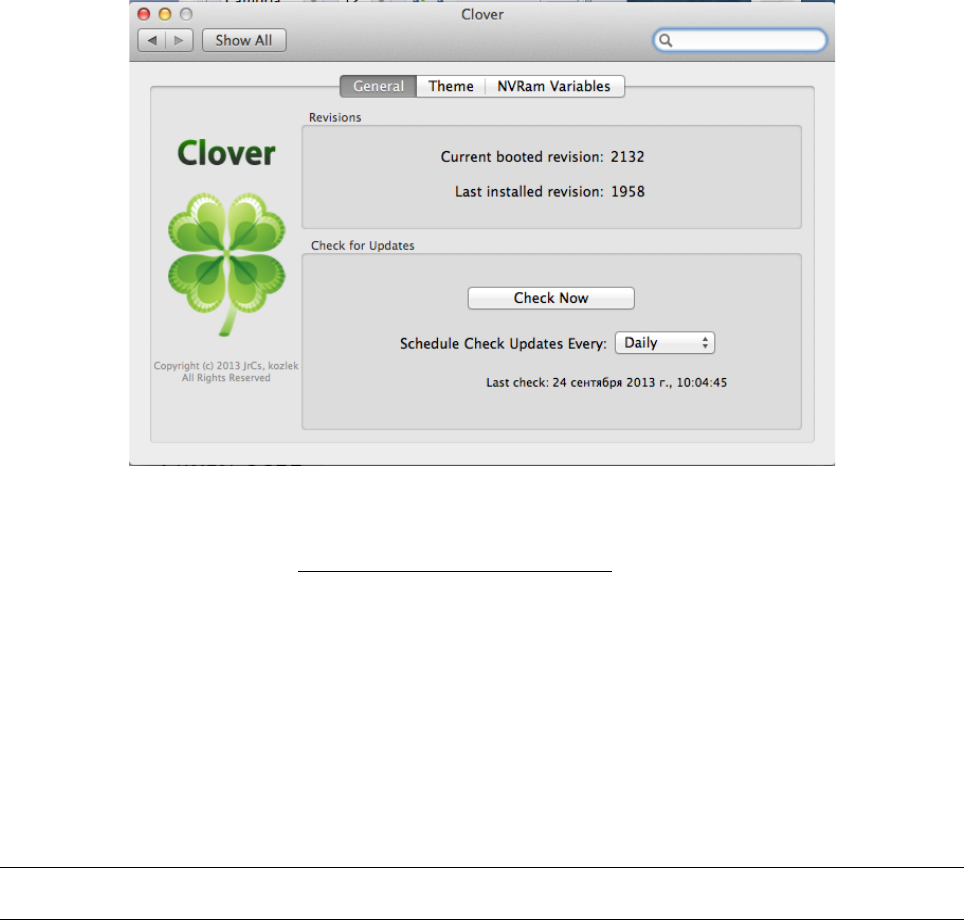 Clover
Show All
General Theme NVRam Variables
Revisions
Clover
Current booted revision: 2132
Last installed revision: 1958
Check for Updates
Check Now
Schedule Check Updates Every: Daily
Last check: 24 сентября 2013 г., 10:04:45
Copyright (c) 2013 JrCs, kozlek
All Rights Reserved